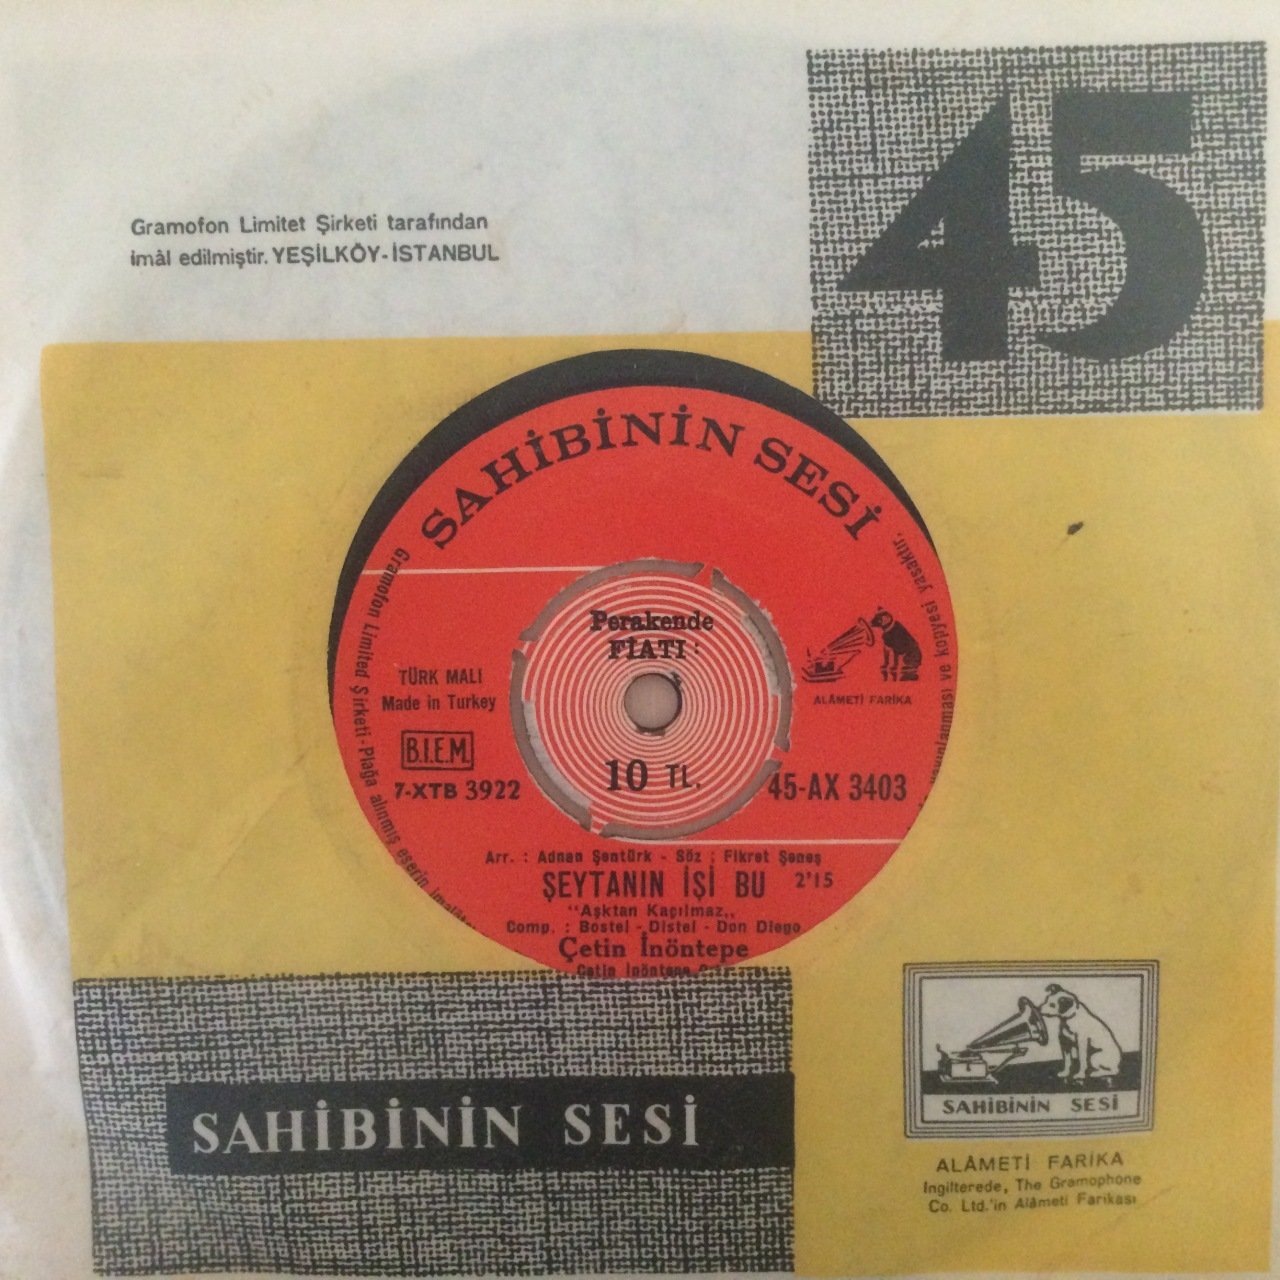 45
Gramofon Limitet Şirketi tarafından
imâl edilmiştir. YEŞİLKÖY-İSTANBUL
SAHİBİNİN SESİ
Gramofon Limited Şirketi - Plağa alınmış eserin
ve kopyesi yasaktır.
Perakende
FİATI :
10 TL.
TÜRK MALI
Made in Turkey
B.I.E.M.
7-XTB 3922
ALÂMETİ FARİKA
45-AX 3403
Arr. : Adnan Şentürk - Söz : Fikret Şeneş
ŞEYTANIN İŞİ BU 2'15
"Aşktan Kaçılmaz,,
Comp. : Bostel - Distel - Don Diego
Çetin İnöntepe
Çetin İnöntepe
SAHİBİNİN SESİ
SAHİBİNİN SESİ
ALÂMETİ FARİKA
İngilterede, The Gramophone
Co. Ltd.'in Alâmeti Farikası